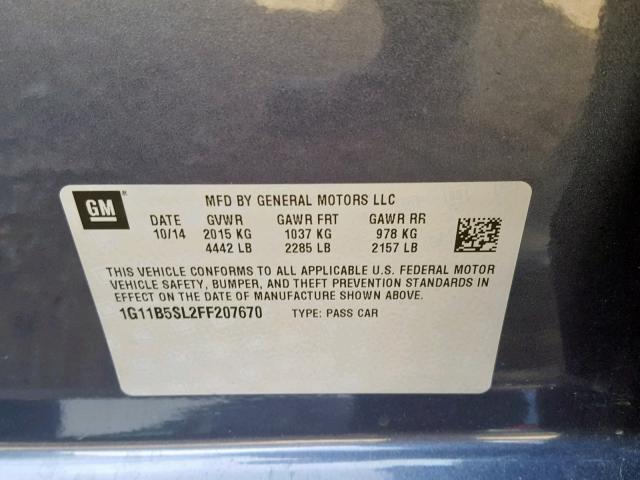 GM
MFD BY GENERAL MOTORS LLC
DATE GVWR GAWR FRT GAWR RR
10/14 2015 KG 1037 KG 978 KG
4442 LB 2285 LB 2157 LB
THIS VEHICLE CONFORMS TO ALL APPLICABLE U.S. FEDERAL MOTOR
VEHICLE SAFETY, BUMPER, AND THEFT PREVENTION STANDARDS IN
EFFECT ON THE DATE OF MANUFACTURE SHOWN ABOVE.
1G11B5SL2FF207670 TYPE: PASS CAR